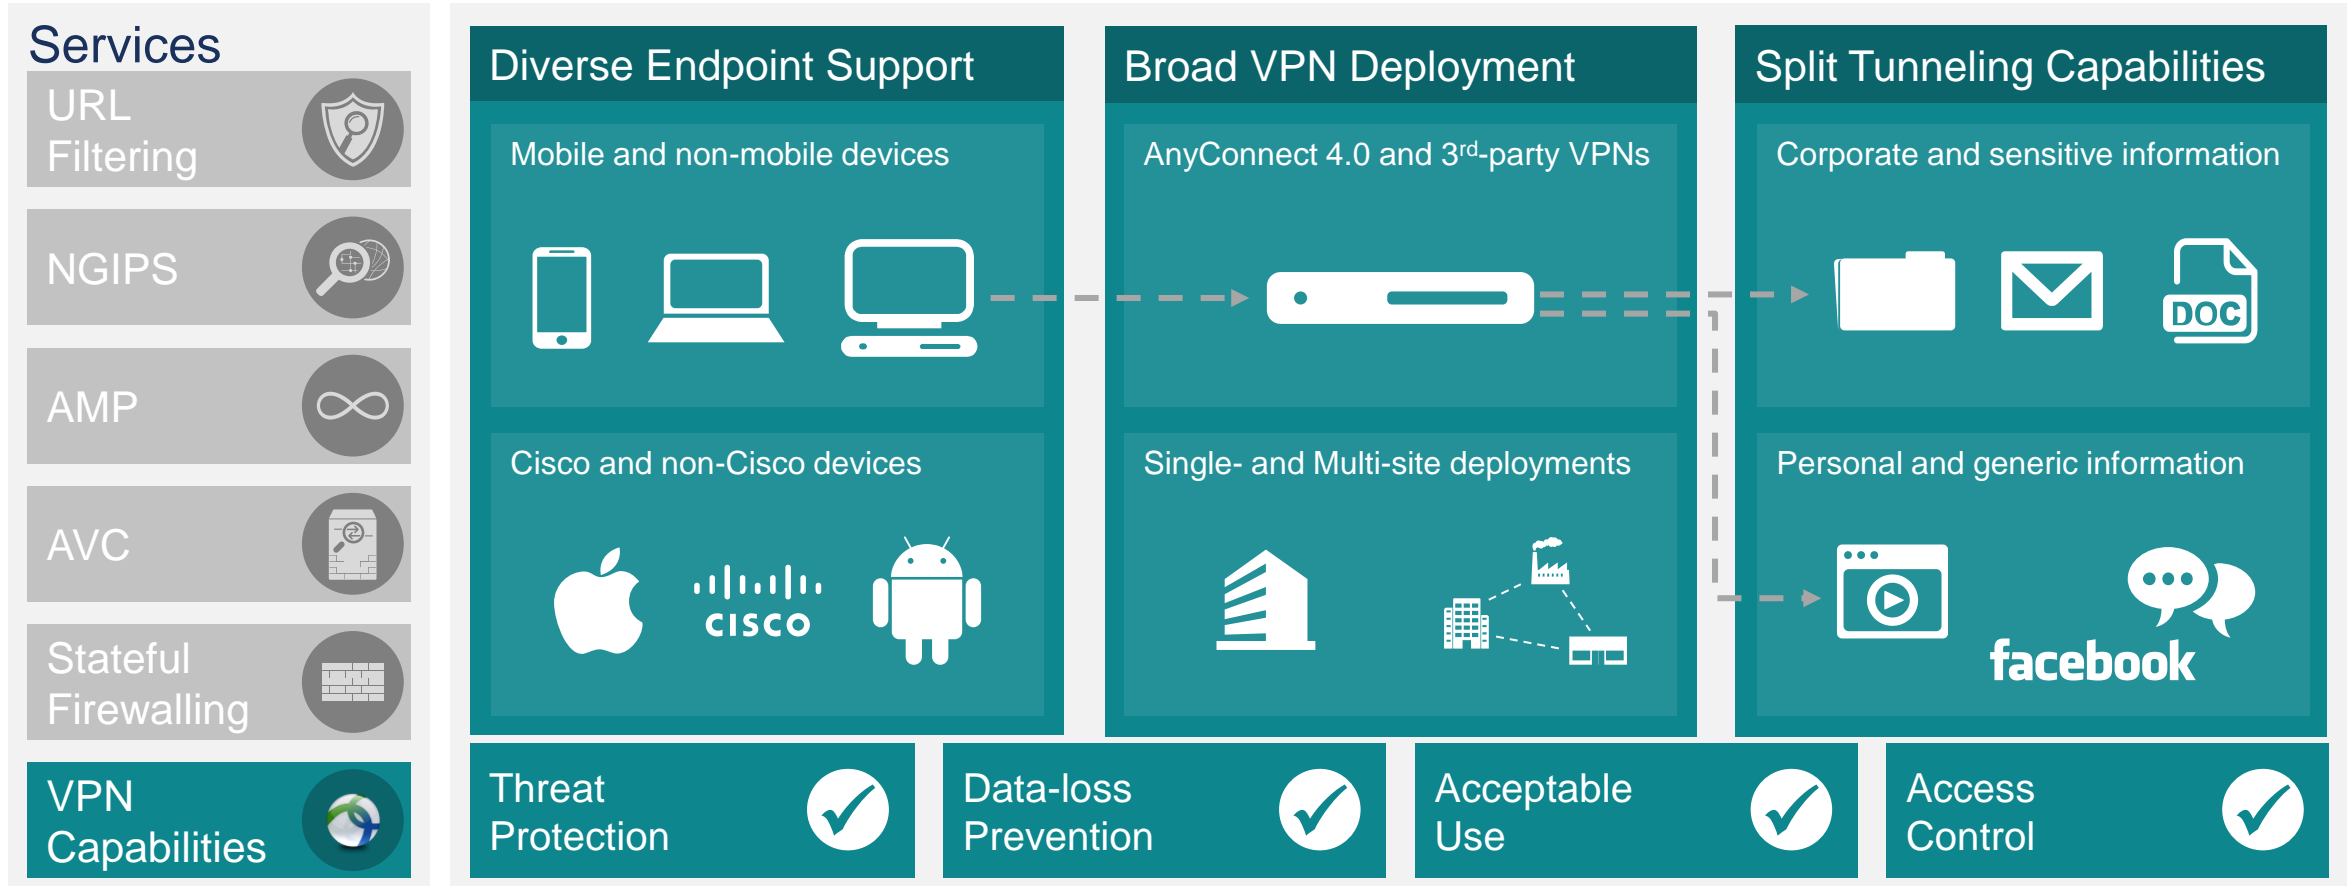 Services
URL
Filtering
NGIPS
AMP
AVC
Stateful
Firewalling
VPN
Capabilities
Diverse Endpoint Support
Mobile and non-mobile devices
Cisco and non-Cisco devices
CISCO
Broad VPN Deployment
AnyConnect 4.0 and 3rd-party VPNs
Single- and Multi-site deployments
Split Tunneling Capabilities
Corporate and sensitive information
DOC
Personal and generic information
facebook
Threat
Protection
Data-loss
Prevention
Acceptable
Use
Access
Control